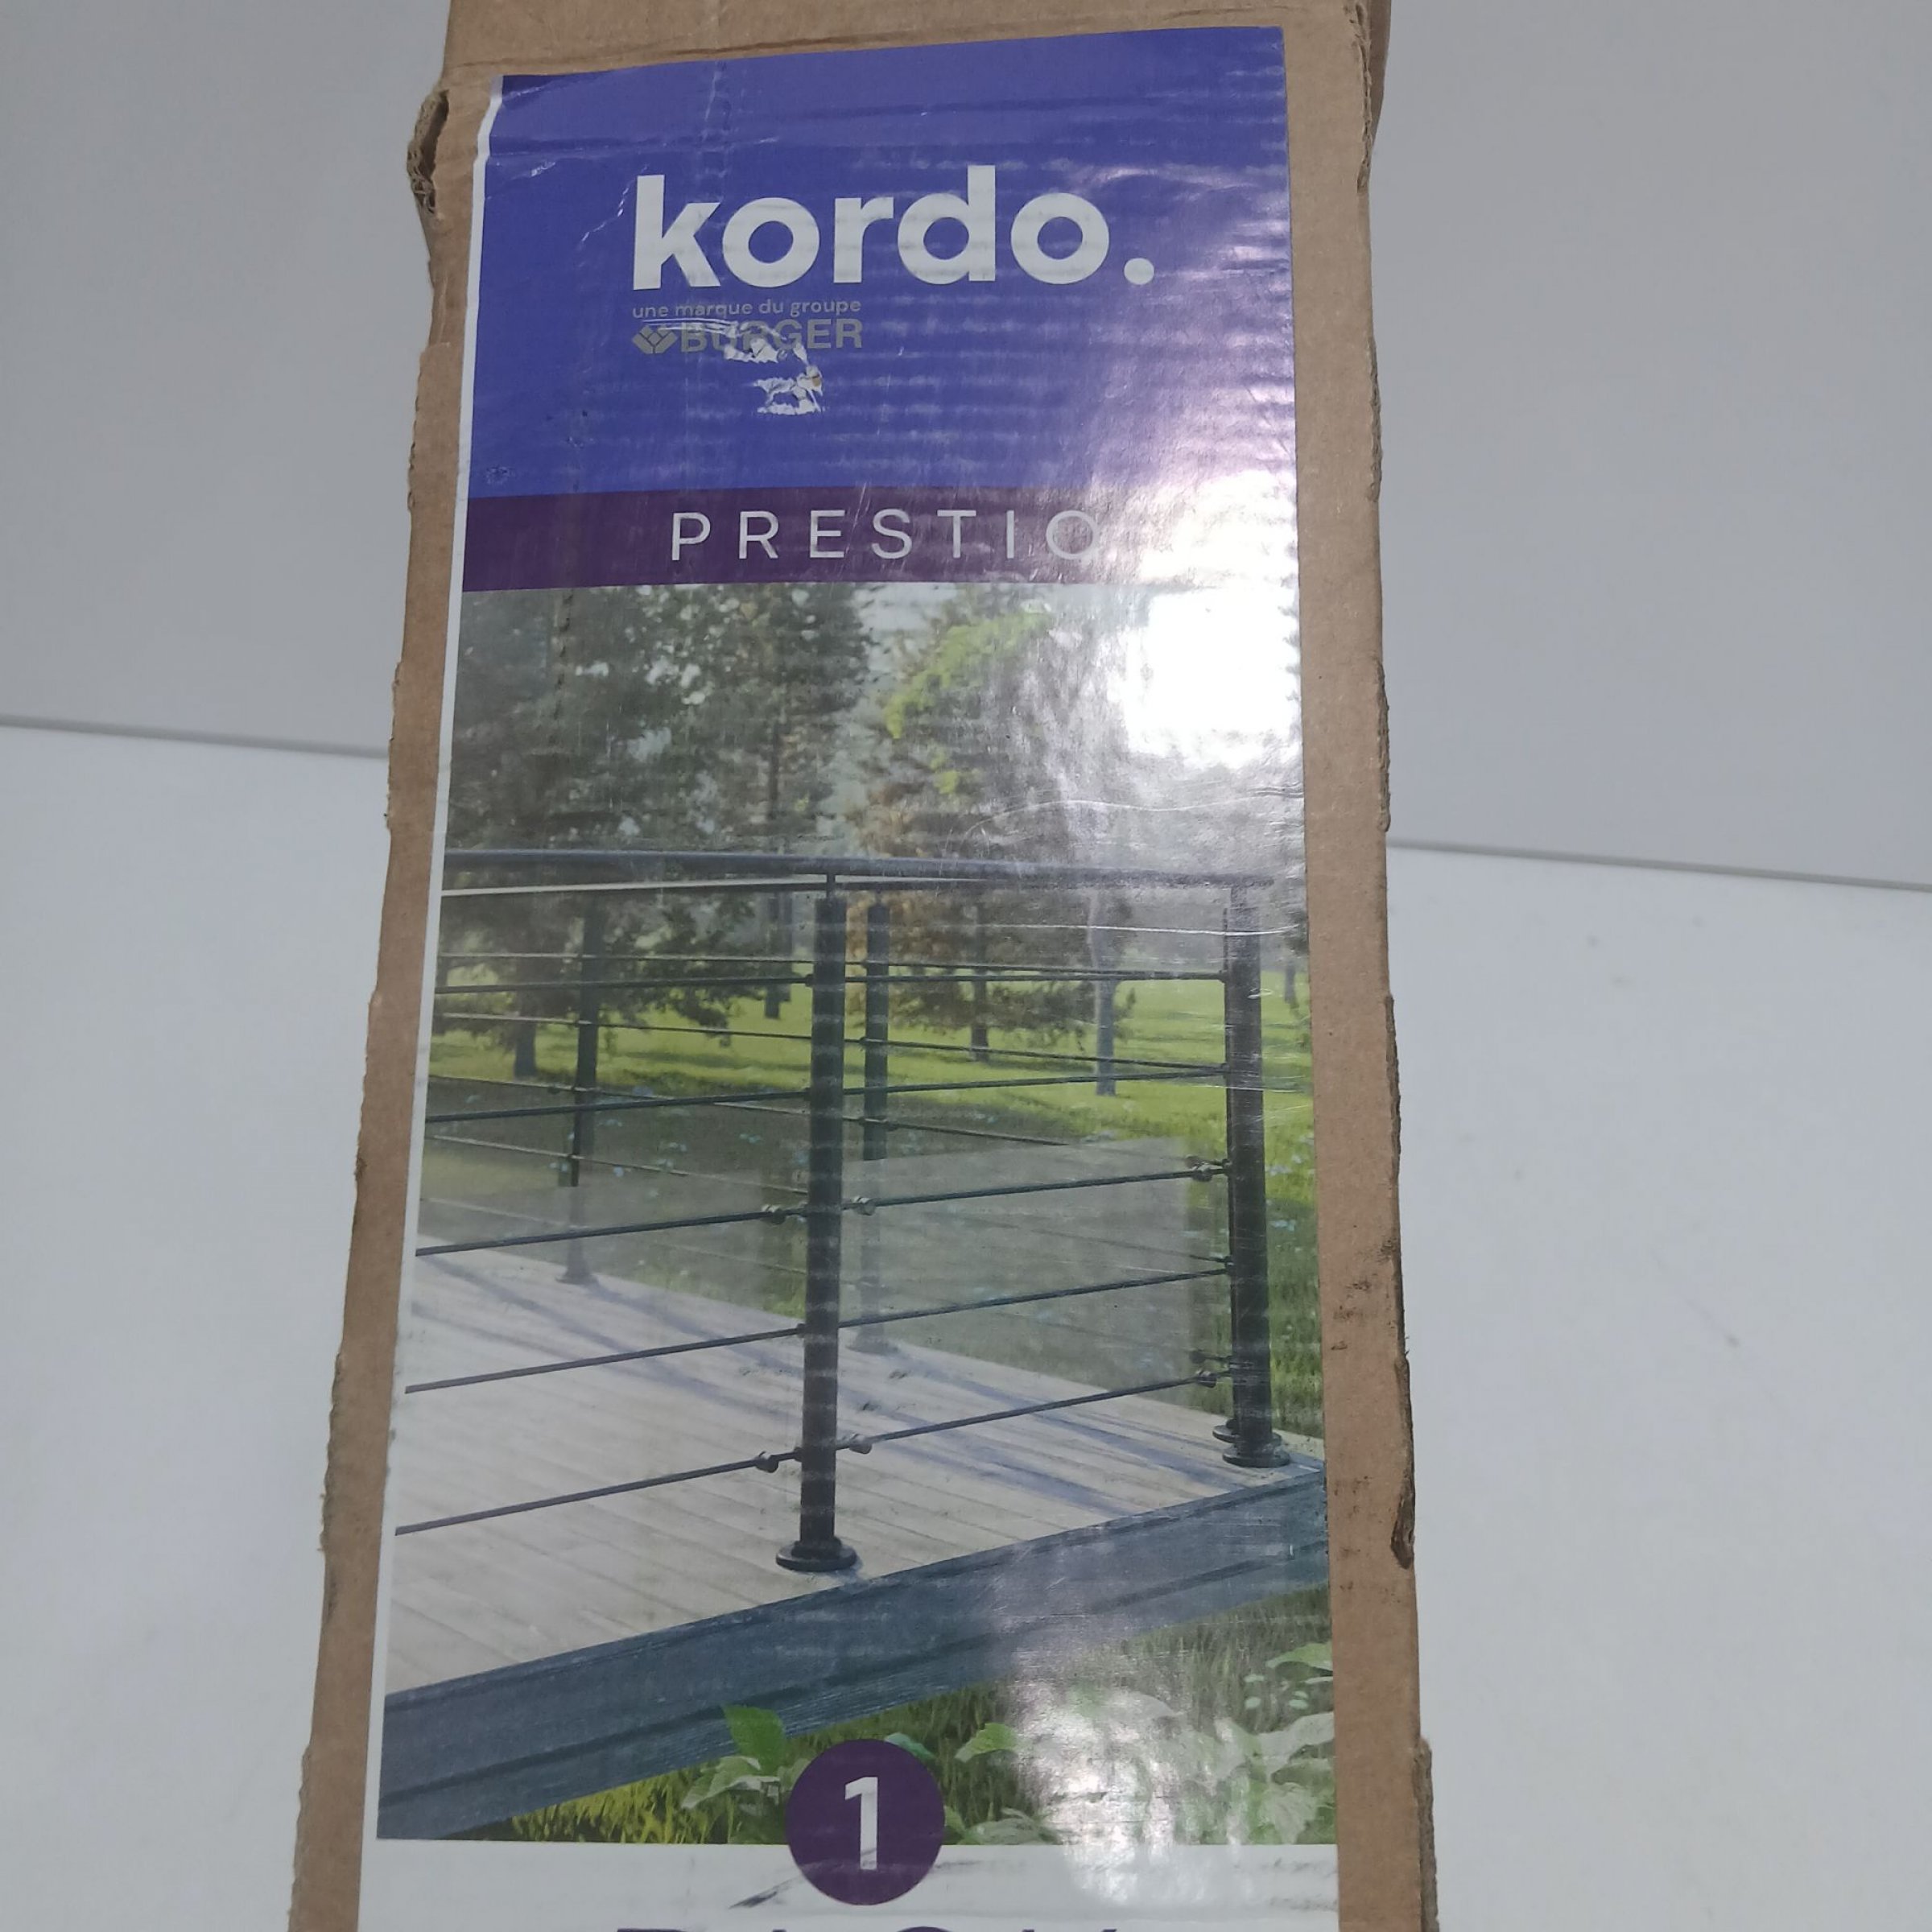 kordo.
une marque du groupe
BURGER
PRESTIO
1